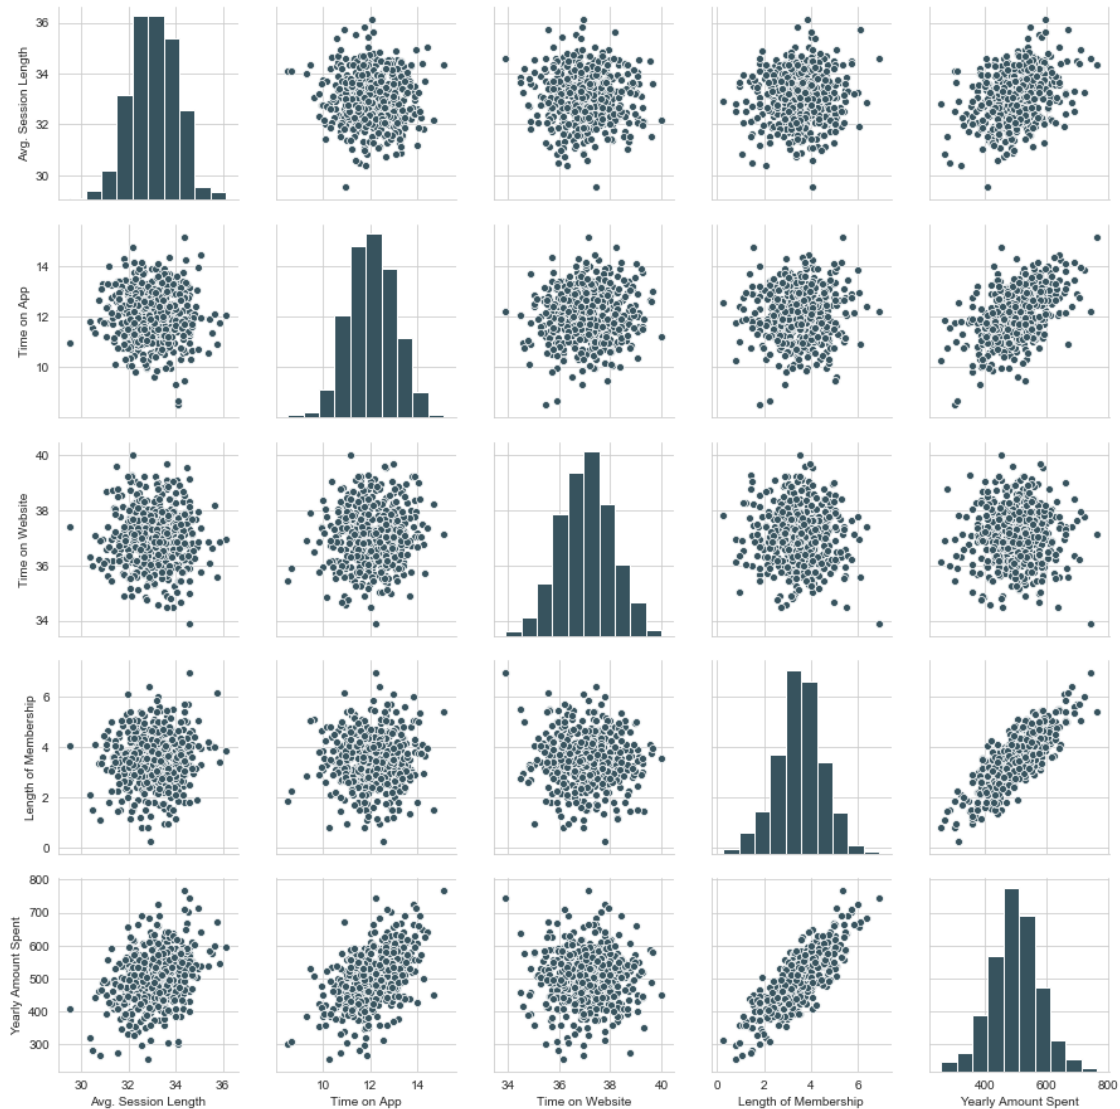 36
34
32
30
Avg. Session Length
14
12
10
Time on App
40
38
36
34
Time on Website
6
4
2
0
Length of Membership
800
700
600
500
400
300
Yearly Amount Spent
30 32 34 36
10 12 14
34 36 38 40
0 2 4 6
400 600 800
Avg. Session Length
Time on App
Time on Website
Length of Membership
Yearly Amount Spent